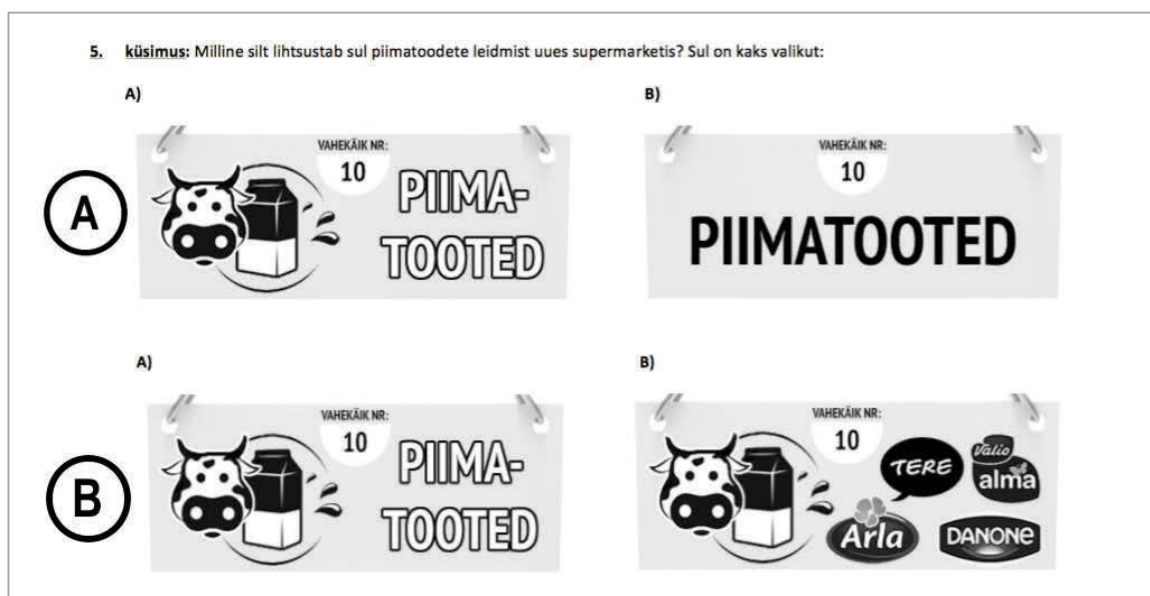 5. küsimus: Milline silt lihtsustab sul piimatoodete leidmist uues supermarketis? Sul on kaks valikut:
A)
B)
A
VAHEKÄIK NR:
10
PIIMA-
TOOTED
VAHEKÄIK NR:
10
PIIMATOOTED
A)
B)
B
VAHEKÄIK NR:
10
PIIMA-
TOOTED
VAHEKÄIK NR:
10
TERE
Valio
alma
Arla
DANONE